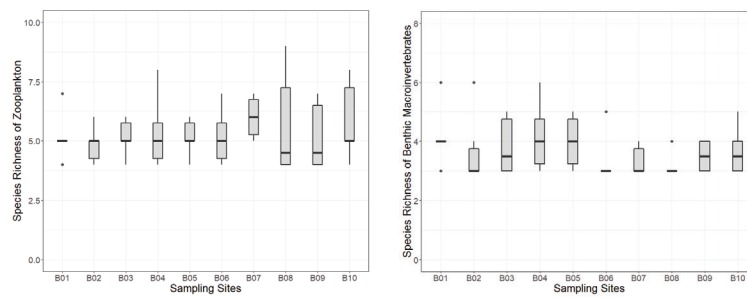 Species Richness of Zooplankton
10.0
7.5
5.0
2.5
0.0
B01 B02 B03 B04 B05 B06 B07 B08 B09 B10
Sampling Sites
Species Richness of Benthic Macroinvertebrates
8
6
4
2
0
B01 B02 B03 B04 B05 B06 B07 B08 B09 B10
Sampling Sites